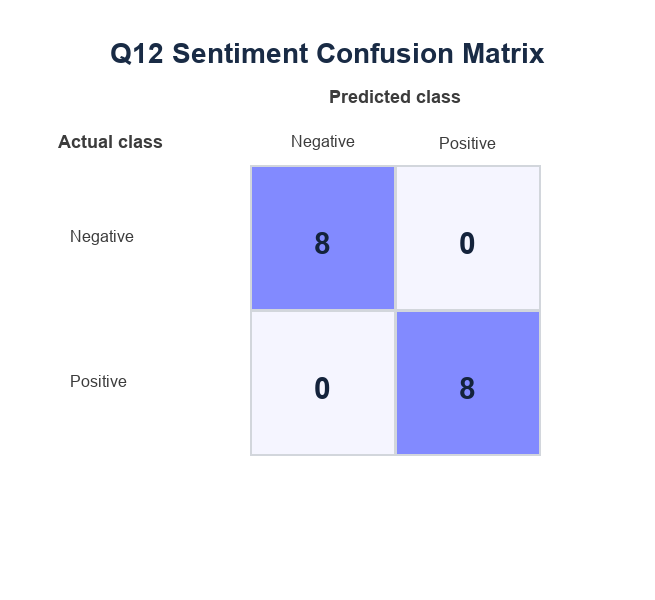 Q12 Sentiment Confusion Matrix
Predicted class
Actual class
Negative Positive
Negative 8 0
Positive 0 8